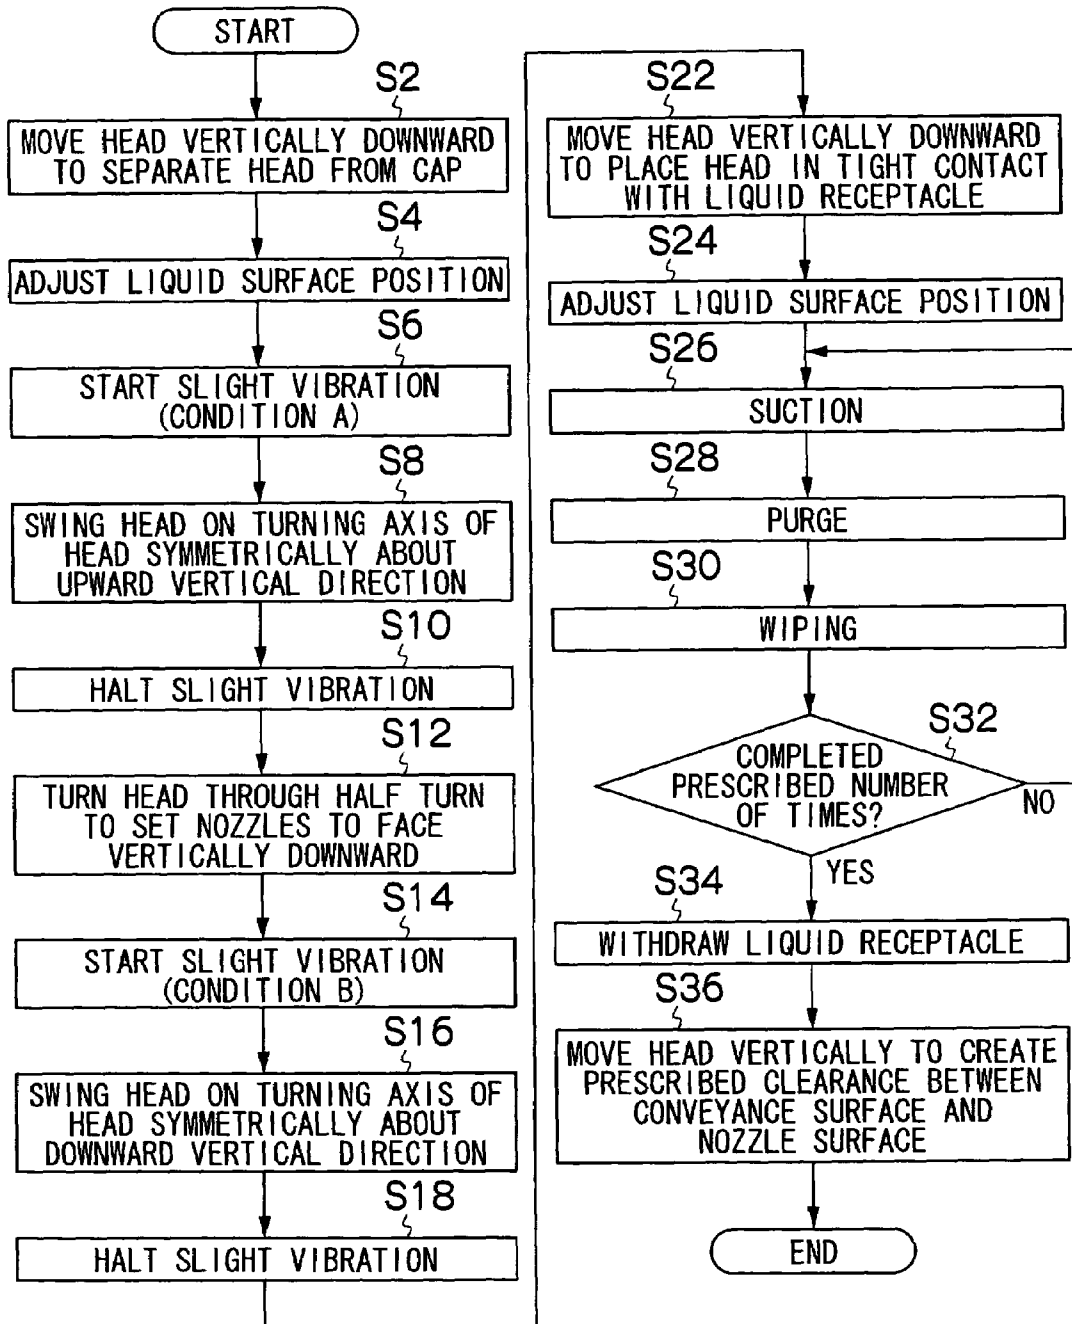 START
S2
MOVE HEAD VERTICALLY DOWNWARD
TO SEPARATE HEAD FROM CAP
S4
ADJUST LIQUID SURFACE POSITION
S6
START SLIGHT VIBRATION
(CONDITION A)
S8
SWING HEAD ON TURNING AXIS OF
HEAD SYMMETRICALLY ABOUT
UPWARD VERTICAL DIRECTION
S10
HALT SLIGHT VIBRATION
S12
TURN HEAD THROUGH HALF TURN
TO SET NOZZLES TO FACE
VERTICALLY DOWNWARD
S14
START SLIGHT VIBRATION
(CONDITION B)
S16
SWING HEAD ON TURNING AXIS OF
HEAD SYMMETRICALLY ABOUT
DOWNWARD VERTICAL DIRECTION
S18
HALT SLIGHT VIBRATION
S22
MOVE HEAD VERTICALLY DOWNWARD
TO PLACE HEAD IN TIGHT CONTACT
WITH LIQUID RECEPTACLE
S24
ADJUST LIQUID SURFACE POSITION
S26
SUCTION
S28
PURGE
S30
WIPING
S32
COMPLETED
PRESCRIBED NUMBER
OF TIMES?
NO
YES
S34
WITHDRAW LIQUID RECEPTACLE
S36
MOVE HEAD VERTICALLY TO CREATE
PRESCRIBED CLEARANCE BETWEEN
CONVEYANCE SURFACE AND
NOZZLE SURFACE
END